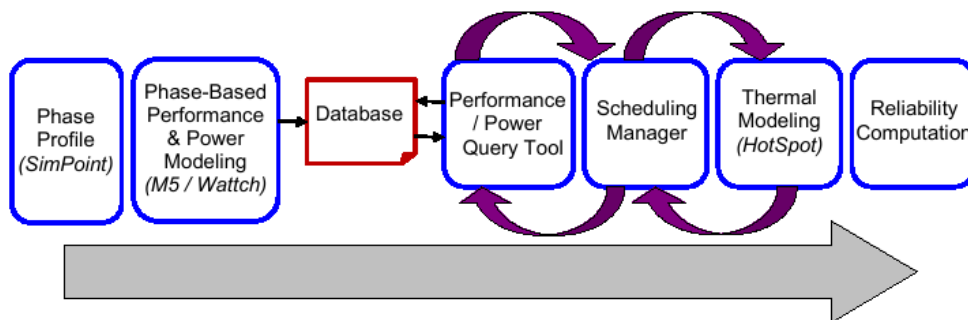 Phase
Profile
(SimPoint)
Phase-Based
Performance
& Power
Modeling
(M5 / Wattch)
Database
Performance
/ Power
Query Tool
Scheduling
Manager
Thermal
Modeling
(HotSpot)
Reliability
Computation